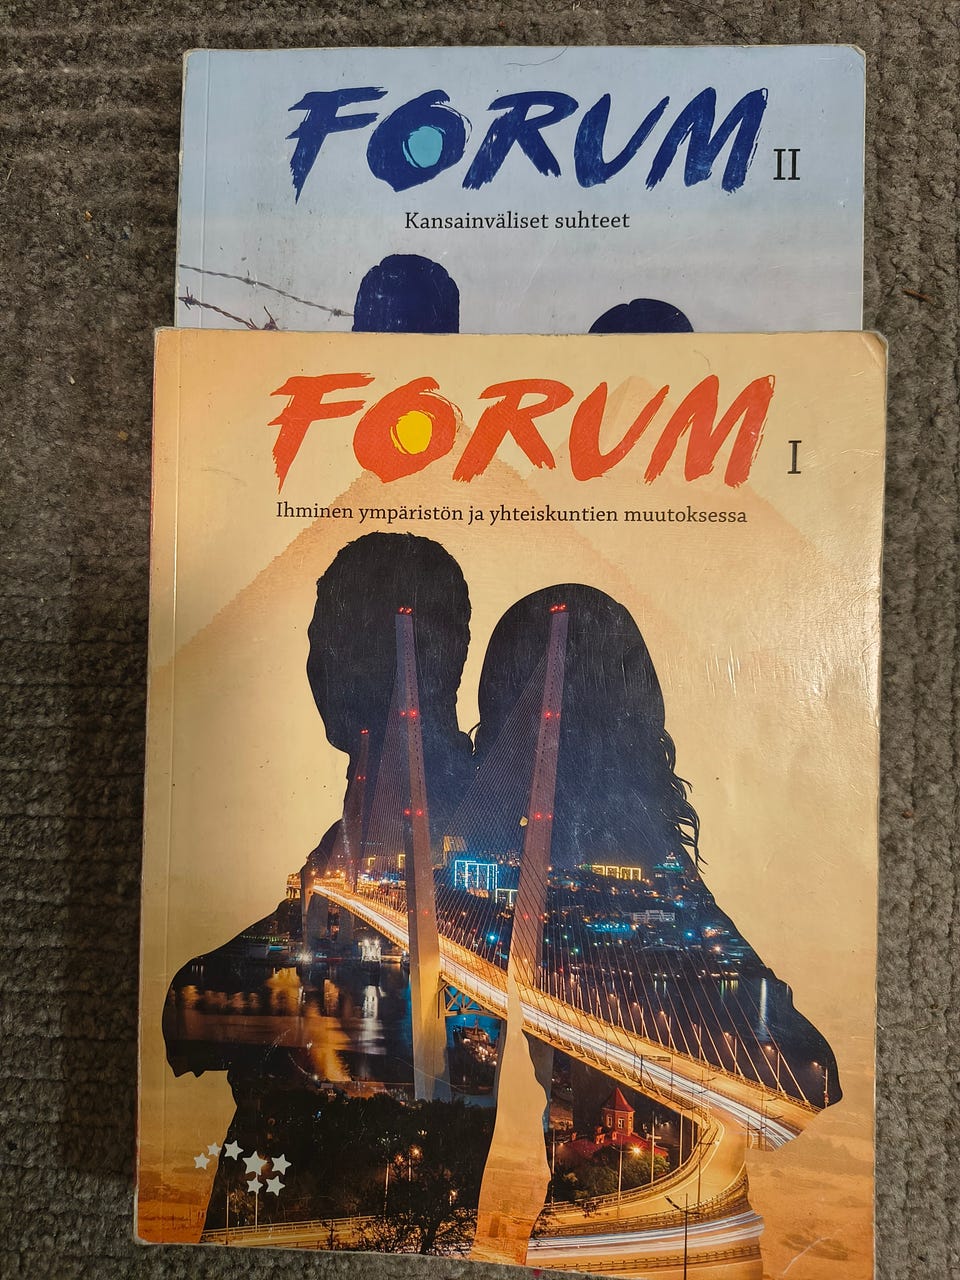 FORUM II
Kansainväliset suhteet
FORUM I
Ihminen ympäristön ja yhteiskuntien muutoksessa